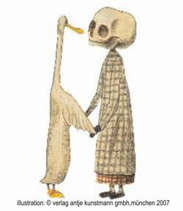 illustration: © verlag antje kunstmann gmbh,münchen 2007